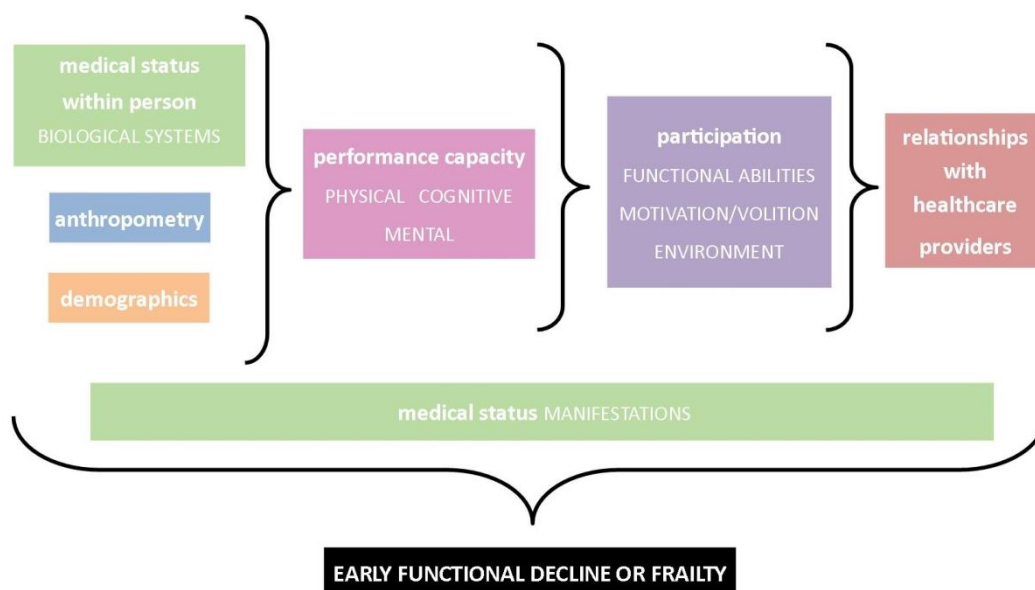 medical status
within person
BIOLOGICAL SYSTEMS
anthropometry
demographics
performance capacity
PHYSICAL COGNITIVE
MENTAL
participation
FUNCTIONAL ABILITIES
MOTIVATION/VOLITION
ENVIRONMENT
relationships
with
healthcare
providers
medical status MANIFESTATIONS
EARLY FUNCTIONAL DECLINE OR FRAILTY